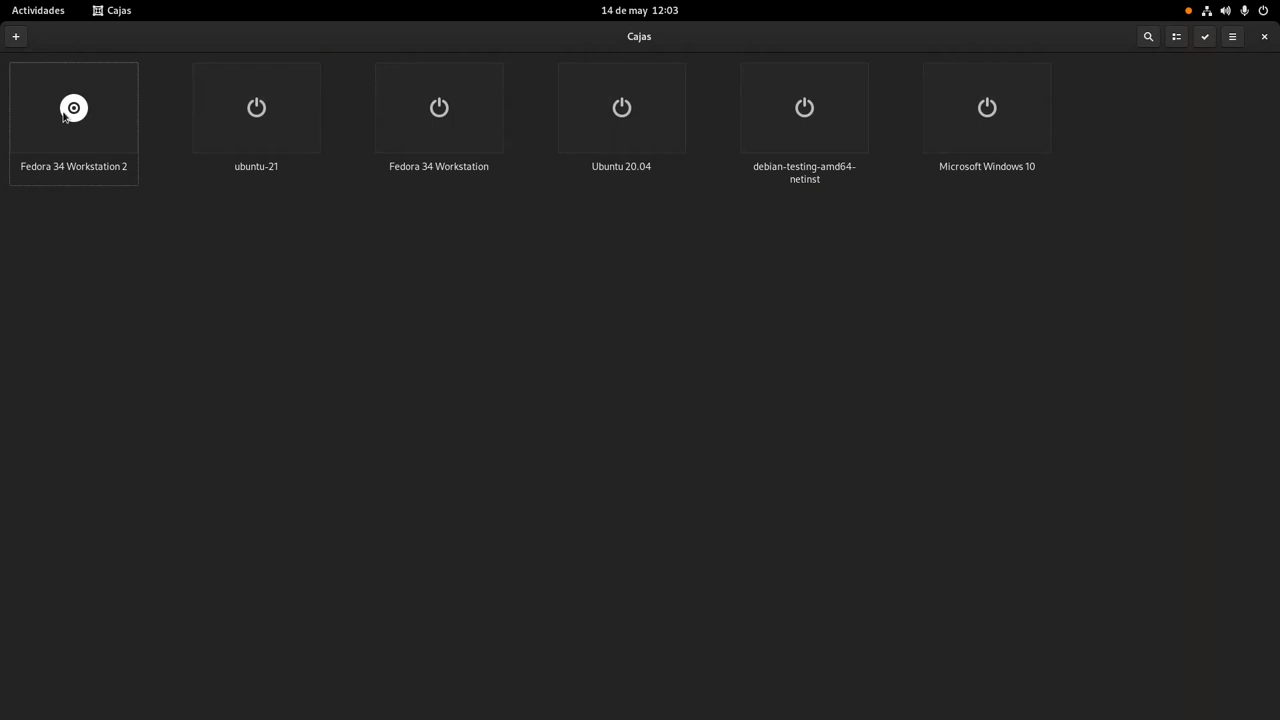 Actividades
Cajas
14 de may 12:03
Cajas
Fedora 34 Workstation 2
ubuntu-21
Fedora 34 Workstation
Ubuntu 20.04
debian-testing-amd64-
netinst
Microsoft Windows 10